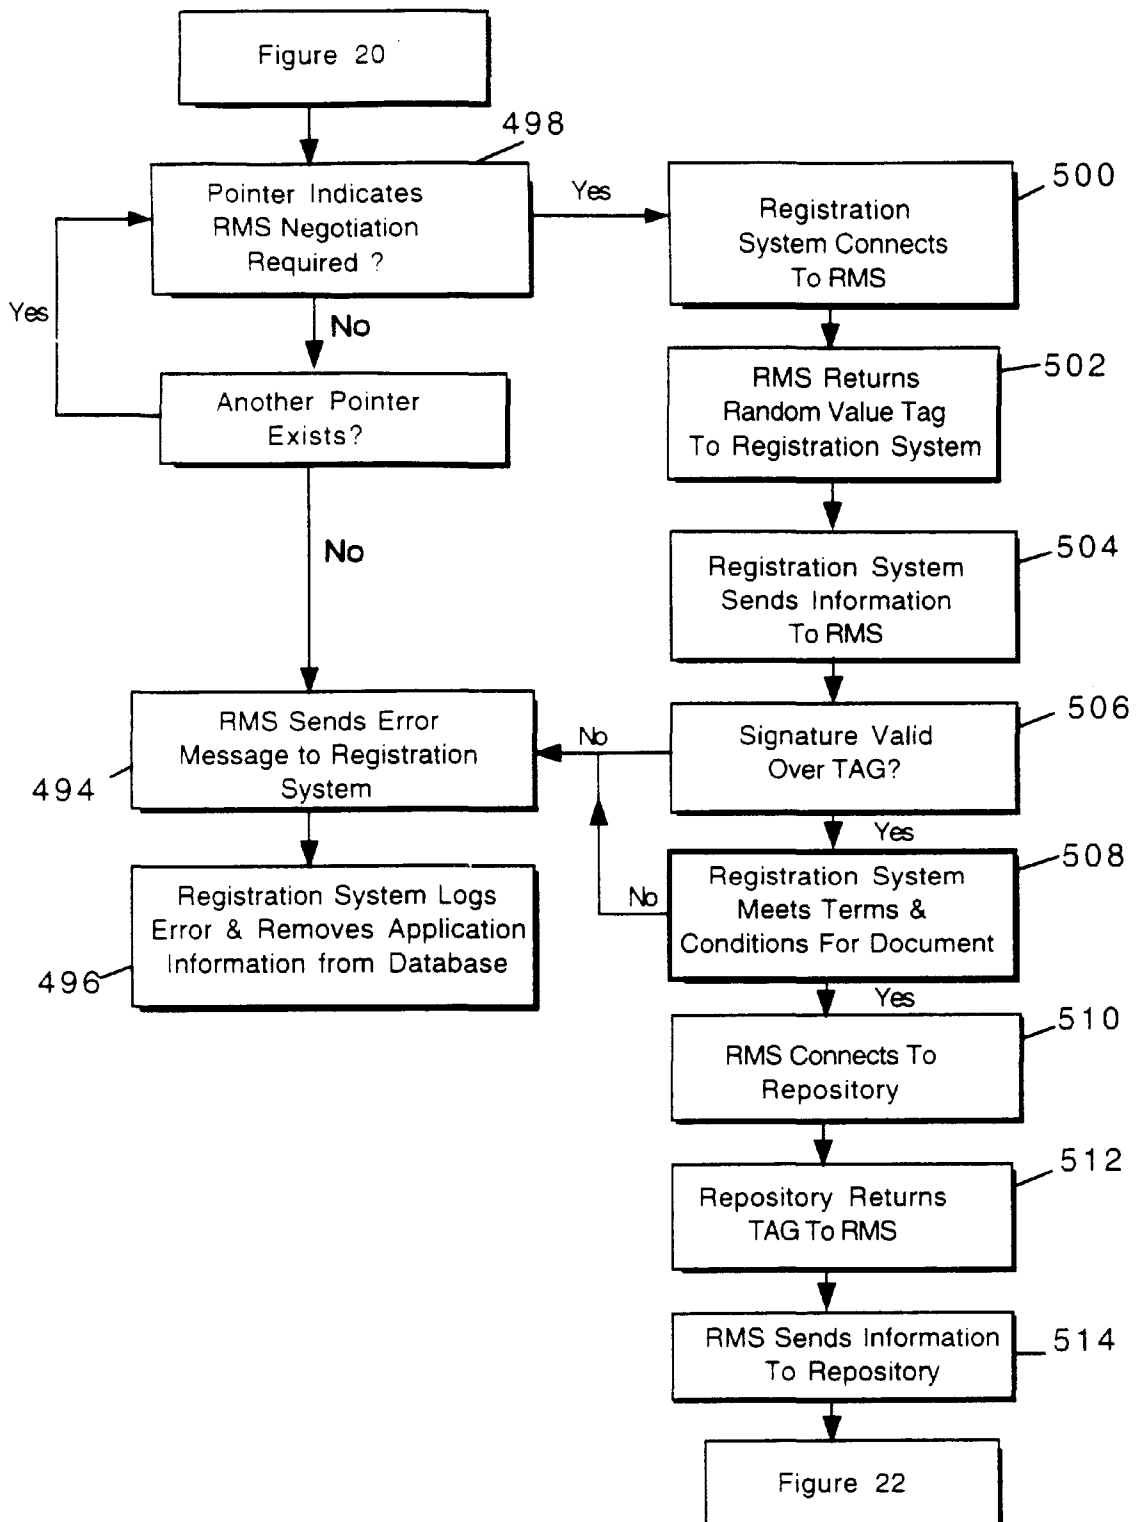 Figure 20
498
Pointer Indicates
RMS Negotiation
Required ?
Yes
No
Yes
Another Pointer
Exists?
No
RMS Sends Error
Message to Registration
System
494
Registration System Logs
Error & Removes Application
Information from Database
496
500
Registration
System Connects
To RMS
502
RMS Returns
Random Value Tag
To Registration System
504
Registration System
Sends Information
To RMS
506
Signature Valid
Over TAG?
No
Yes
508
Registration System
Meets Terms &
Conditions For Document
No
Yes
510
RMS Connects To
Repository
512
Repository Returns
TAG To RMS
514
RMS Sends Information
To Repository
Figure 22